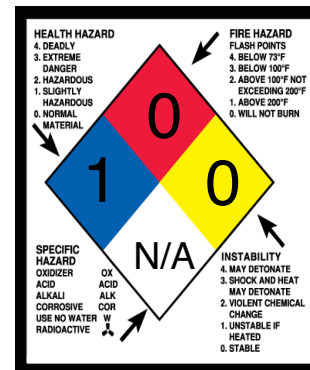 HEALTH HAZARD
4. DEADLY
3. EXTREME
DANGER
2. HAZARDOUS
1. SLIGHTLY
HAZARDOUS
0. NORMAL
MATERIAL
FIRE HAZARD
FLASH POINTS
4. BELOW 73°F
3. BELOW 100°F
2. ABOVE 100°F NOT
EXCEEDING 200°F
1. ABOVE 200°F
0. WILL NOT BURN
0
1
0
N/A
SPECIFIC
HAZARD
OXIDIZER OX
ACID ACID
ALKALI ALK
CORROSIVE COR
USE NO WATER W
RADIOACTIVE
INSTABILITY
4. MAY DETONATE
3. SHOCK AND HEAT
MAY DETONATE
2. VIOLENT CHEMICAL
CHANGE
1. UNSTABLE IF
HEATED
0. STABLE